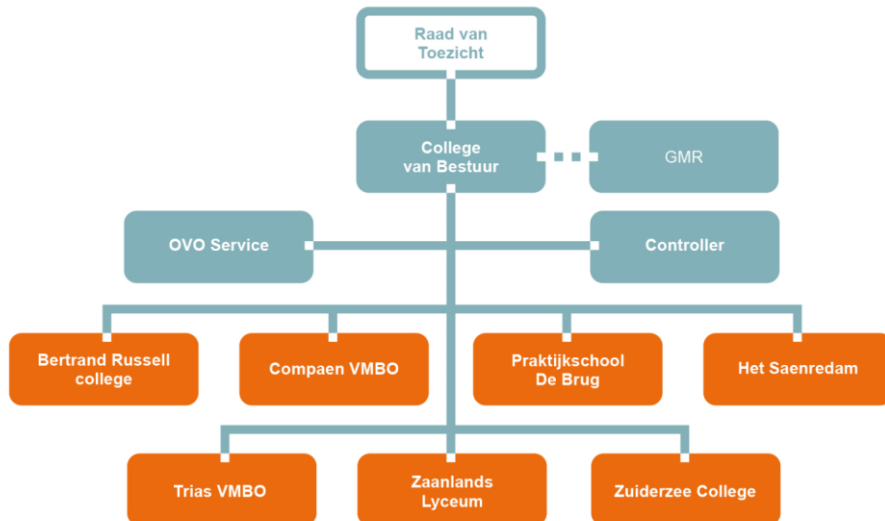 Raad van
Toezicht
College
van Bestuur
GMR
OVO Service
Controller
Bertrand Russell
college
Compaen VMBO
Praktijkschool
De Brug
Het Saenredam
Trias VMBO
Zaanlands
Lyceum
Zuiderzee College